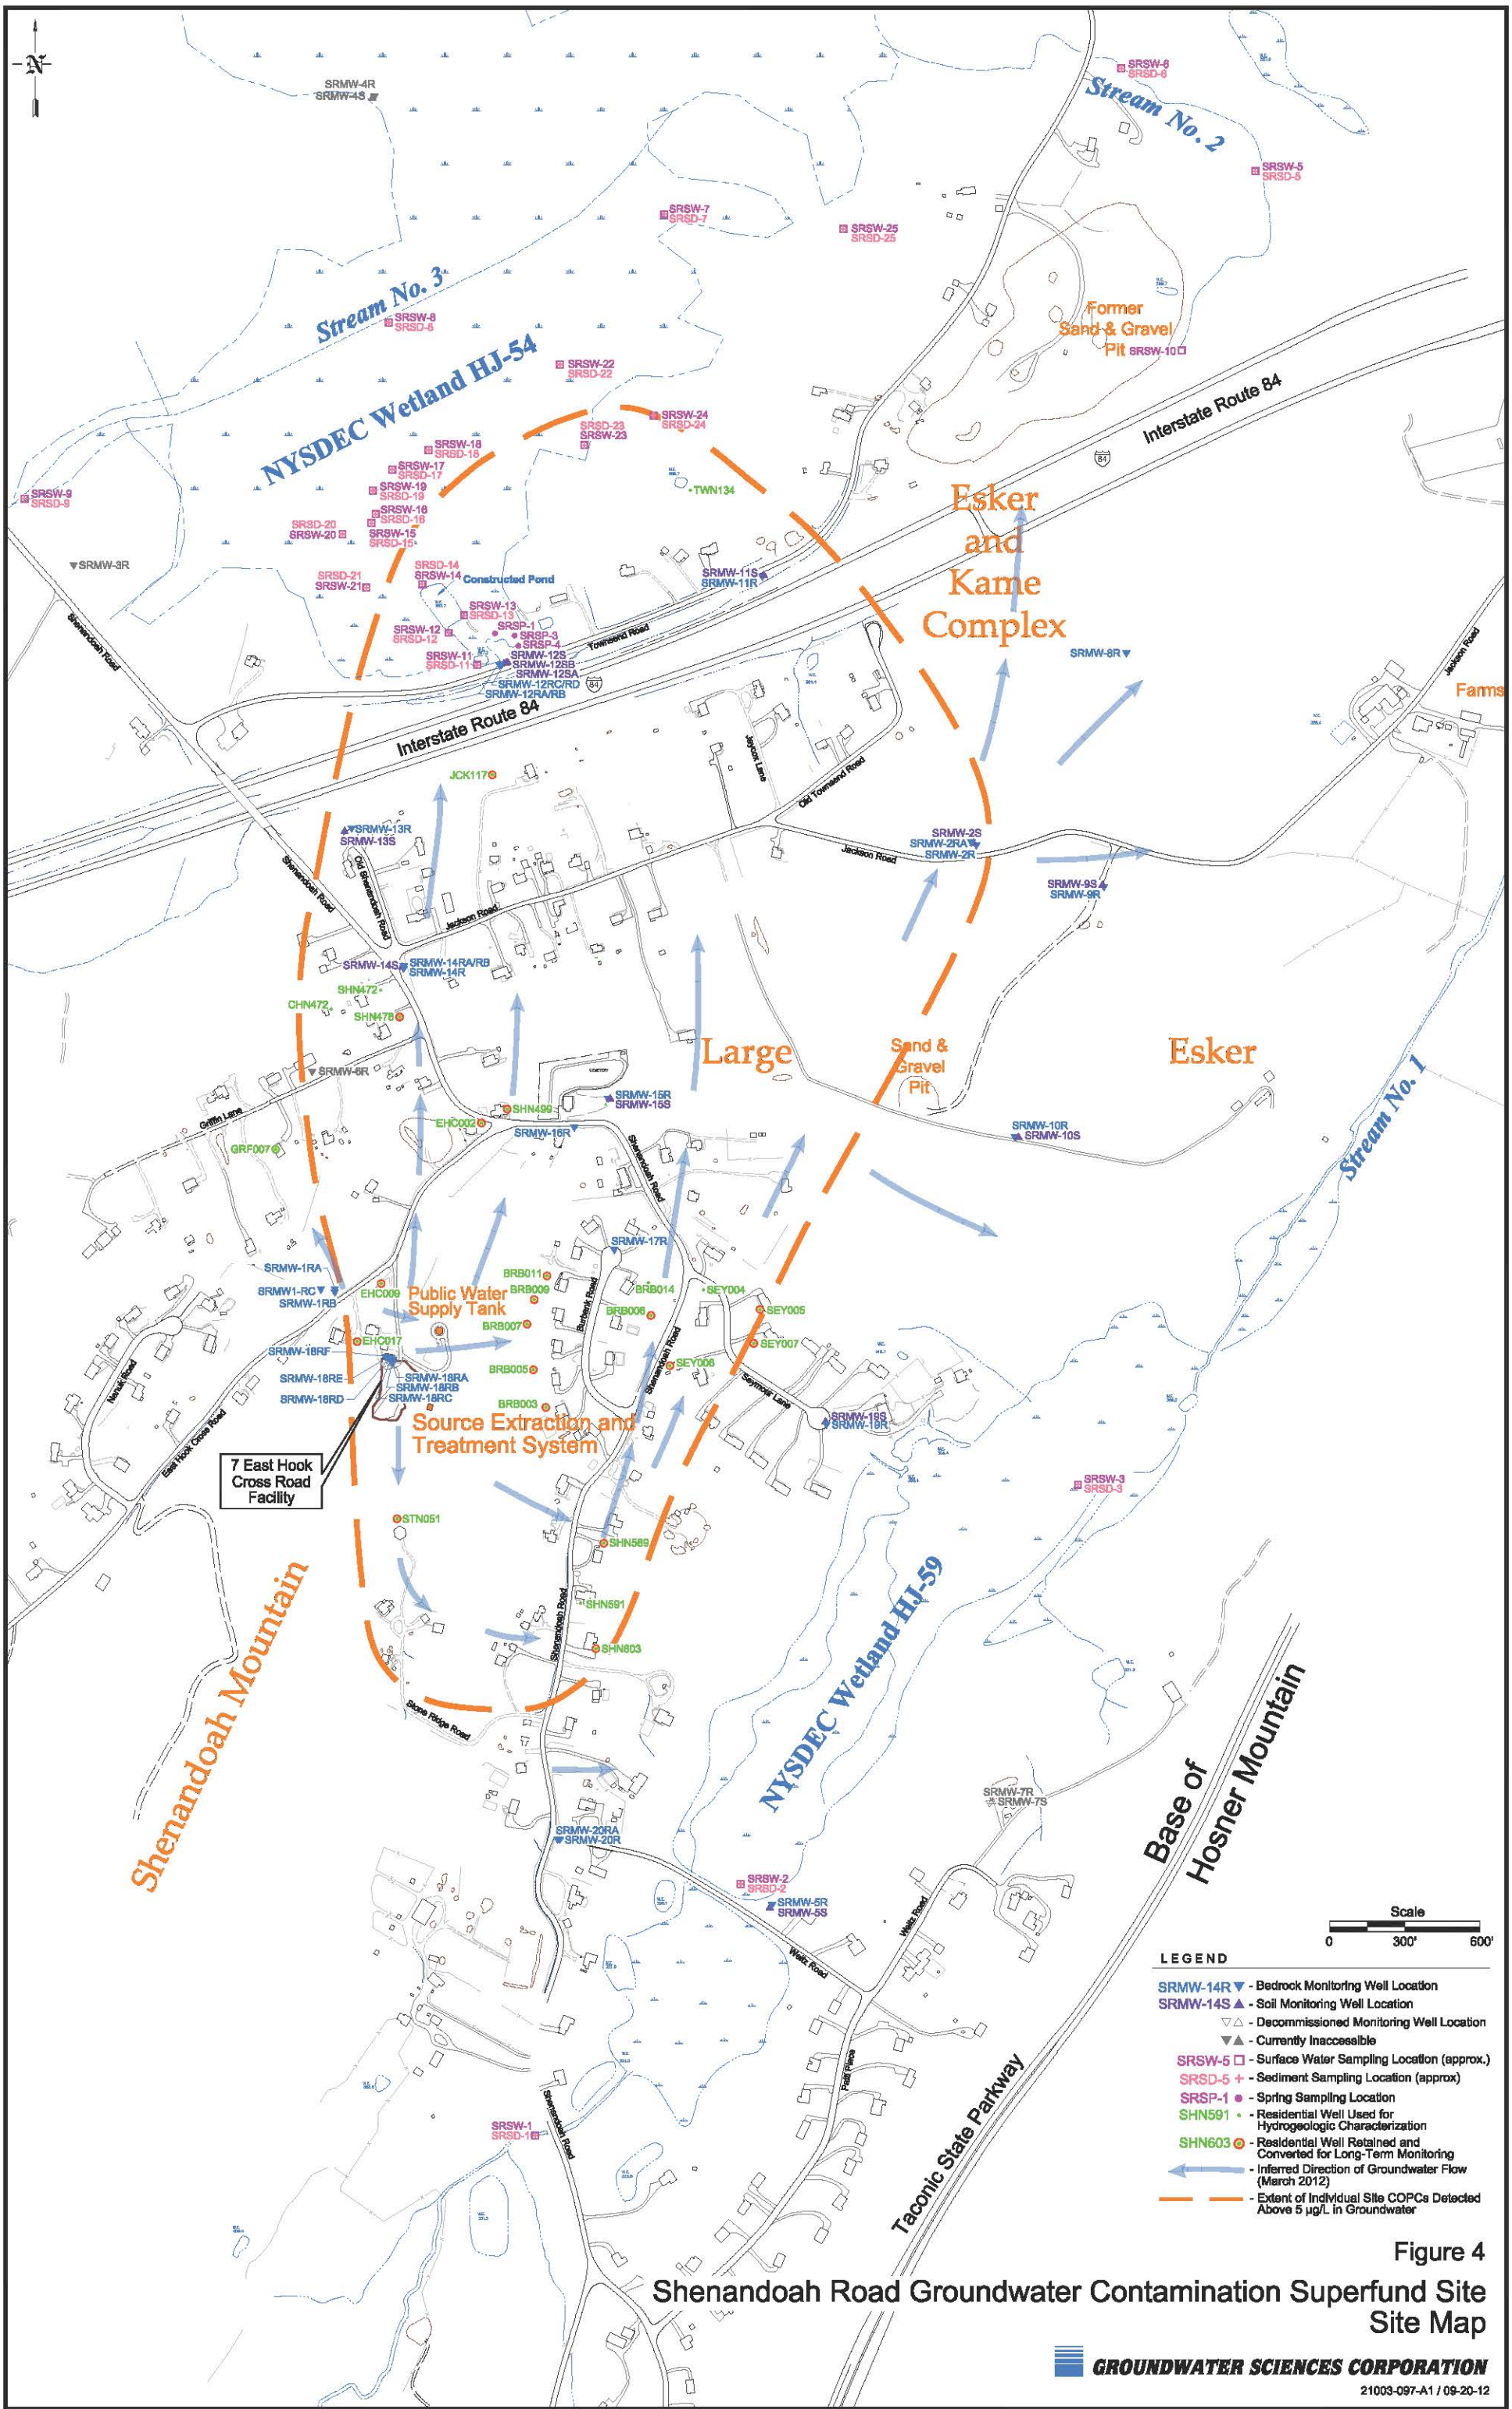 N
SRMW-4R
SRMW-4S
SRSW-6
SRSD-6
Stream No. 2
SRSW-5
SRSD-5
SRSW-7
SRSD-7
SRSW-25
SRSD-25
Stream No. 3
SRSW-8
SRSD-8
Former
Sand & Gravel
Pit
SRSW-10
NYSDEC Wetland HJ-54
SRSW-22
SRSD-22
Interstate Route 84
SRSW-24
SRSD-24
SRSD-23
SRSW-23
SRSW-18
SRSD-18
84
SRSW-17
SRSD-17
SRSW-19
SRSD-19
TWN134
SRSW-9
SRSD-9
SRSW-16
SRSD-16
SRSD-20
SRSW-20
SRSW-15
SRSD-15
Esker
and
Kame
Complex
SRMW-3R
SRSD-14
SRSW-14
Constructed Pond
SRSD-21
SRSW-21
SRMW-11S
SRMW-11R
SRSW-13
SRSD-13
SRSP-1
SRSW-12
SRSD-12
SRSP-3
SRSP-4
Townsend Road
Shenandoah Road
SRSW-11
SRSD-11
SRMW-12S
SRMW-12SB
SRMW-12SA
SRMW-12RC/RD
SRMW-12RA/RB
84
SRMW-8R
Jackson Road
Farms
Interstate Route 84
Jaycox Lane
Old Townsend Road
JCK117
SRMW-13R
SRMW-13S
SRMW-2S
SRMW-2RA
SRMW-2R
Jackson Road
Shenandoah Road
Old Shenandoah Road
SRMW-9S
SRMW-9R
Jackson Road
SRMW-14S
SRMW-14RA/RB
SRMW-14R
SHN472
CHN472
SHN478
Large
Sand &
Gravel
Pit
Esker
SRMW-6R
Stream No. 1
SRMW-15R
SRMW-15S
SHN499
Griffin Lane
EHC002
SRMW-16R
SRMW-10R
SRMW-10S
GRF007
Shenandoah Road
SRMW-17R
SRMW-1RA
SRMW1-RC
SRMW-1RB
EHC009
Public Water
Supply Tank
BRB011
BRB009
BRB014
SEY004
Burbank Road
BRB006
SEY005
BRB007
EHC017
SEY007
SRMW-18RF
SRMW-18RE
SRMW-18RD
SRMW-18RA
SRMW-18RB
SRMW-18RC
BRB005
Shenandoah Road
SEY006
Nanuk Road
Seymour Lane
BRB003
SRMW-19S
SRMW-19R
Source Extraction and
Treatment System
East Hook Cross Road
7 East Hook
Cross Road
Facility
SRSW-3
SRSD-3
STN051
SHN569
Shenandoah Road
SHN591
SHN603
NYSDEC Wetland HJ-59
Shenandoah Mountain
Stone Ridge Road
SRMW-7R
SRMW-7S
Base of
Hosner Mountain
SRMW-20RA
SRMW-20R
SRSW-2
SRSD-2
SRMW-5R
SRMW-5S
Weitz Road
Weitz Road
Patti Place
Taconic State Parkway
Shenandoah Road
SRSW-1
SRSD-1
Scale
0 300' 600'
LEGEND
SRMW-14R - Bedrock Monitoring Well Location
SRMW-14S - Soil Monitoring Well Location
- Decommissioned Monitoring Well Location
- Currently Inaccessible
SRSW-5 - Surface Water Sampling Location (approx.)
SRSD-5 + - Sediment Sampling Location (approx)
SRSP-1 - Spring Sampling Location
SHN591 - Residential Well Used for
Hydrogeologic Characterization
SHN603 - Residential Well Retained and
Converted for Long-Term Monitoring
- Inferred Direction of Groundwater Flow
(March 2012)
- Extent of Individual Site COPCs Detected
Above 5 µg/L in Groundwater
Figure 4
Shenandoah Road Groundwater Contamination Superfund Site
Site Map
GROUNDWATER SCIENCES CORPORATION
21003-097-A1 / 09-20-12